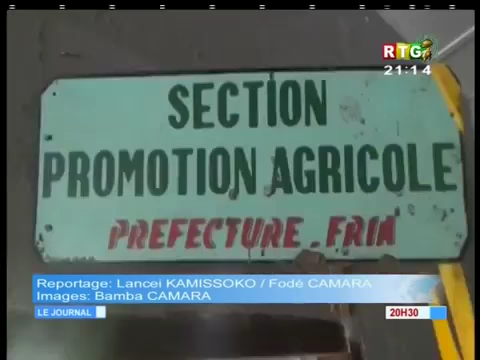 RTG
21:14
SECTION
PROMOTION AGRICOLE
PREFECTURE . FRIA
Reportage: Lancei KAMISSOKO / Fodé CAMARA
Images: Bamba CAMARA
LE JOURNAL
20H30